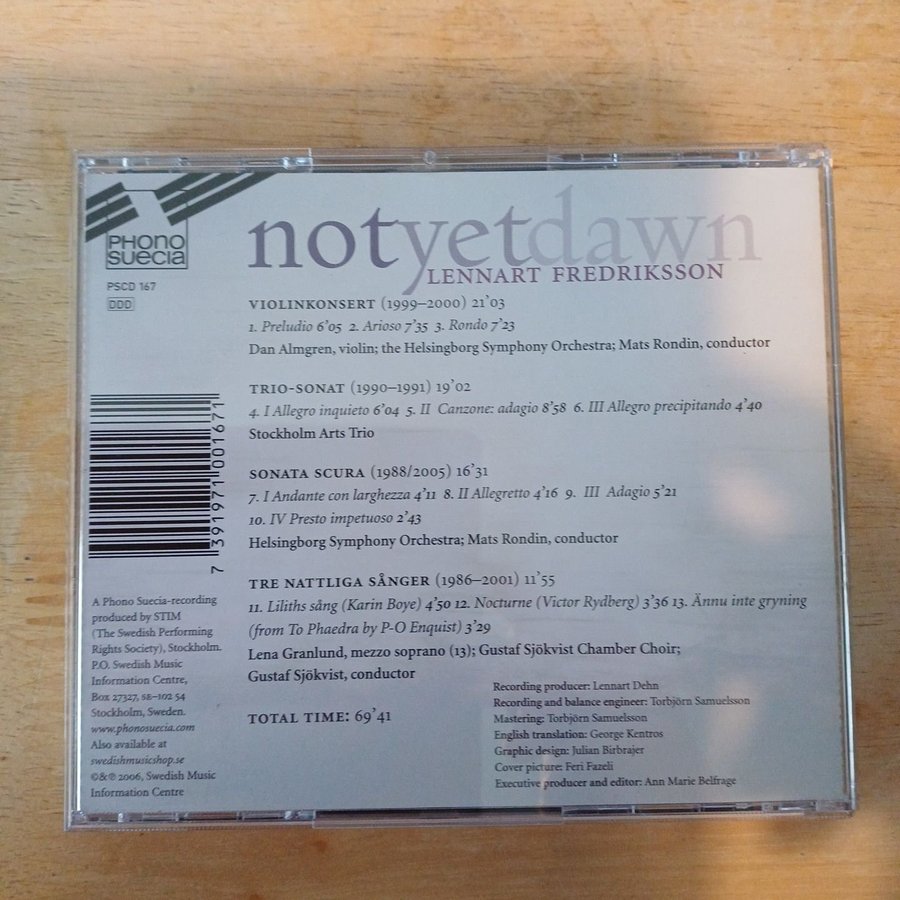 PHONO
SUECIA
PSCD 167
DDD
notyetdawn
LENNART FREDRIKSSON
VIOLINKONSERT (1999–2000) 21'03
1. Preludio 6'05 2. Arioso 7'35 3. Rondo 7'23
Dan Almgren, violin; the Helsingborg Symphony Orchestra; Mats Rondin, conductor
TRIO-SONAT (1990–1991) 19'02
4. I Allegro inquieto 6'04 5. II Canzone: adagio 8'58 6. III Allegro precipitando 4'40
Stockholm Arts Trio
SONATA SCURA (1988/2005) 16'31
7. I Andante con larghezza 4'11 8. II Allegretto 4'16 9. III Adagio 5'21
10. IV Presto impetuoso 2'43
Helsingborg Symphony Orchestra; Mats Rondin, conductor
TRE NATTLIGA SÅNGER (1986–2001) 11'55
11. Liliths sång (Karin Boye) 4'50 12. Nocturne (Victor Rydberg) 3'36 13. Ännu inte gryning
(from To Phaedra by P-O Enquist) 3'29
Lena Granlund, mezzo soprano (13); Gustaf Sjökvist Chamber Choir;
Gustaf Sjökvist, conductor
TOTAL TIME: 69'41
7 391971 001671
A Phono Suecia-recording
produced by STIM
(The Swedish Performing
Rights Society), Stockholm.
P.O. Swedish Music
Information Centre,
Box 27327, SE–102 54
Stockholm, Sweden.
www.phonosuecia.com
Also available at
swedishmusicshop.se
©&℗ 2006, Swedish Music
Information Centre
Recording producer: Lennart Dehn
Recording and balance engineer: Torbjörn Samuelsson
Mastering: Torbjörn Samuelsson
English translation: George Kentros
Graphic design: Julian Birbrajer
Cover picture: Feri Fazeli
Executive producer and editor: Ann Marie Belfrage